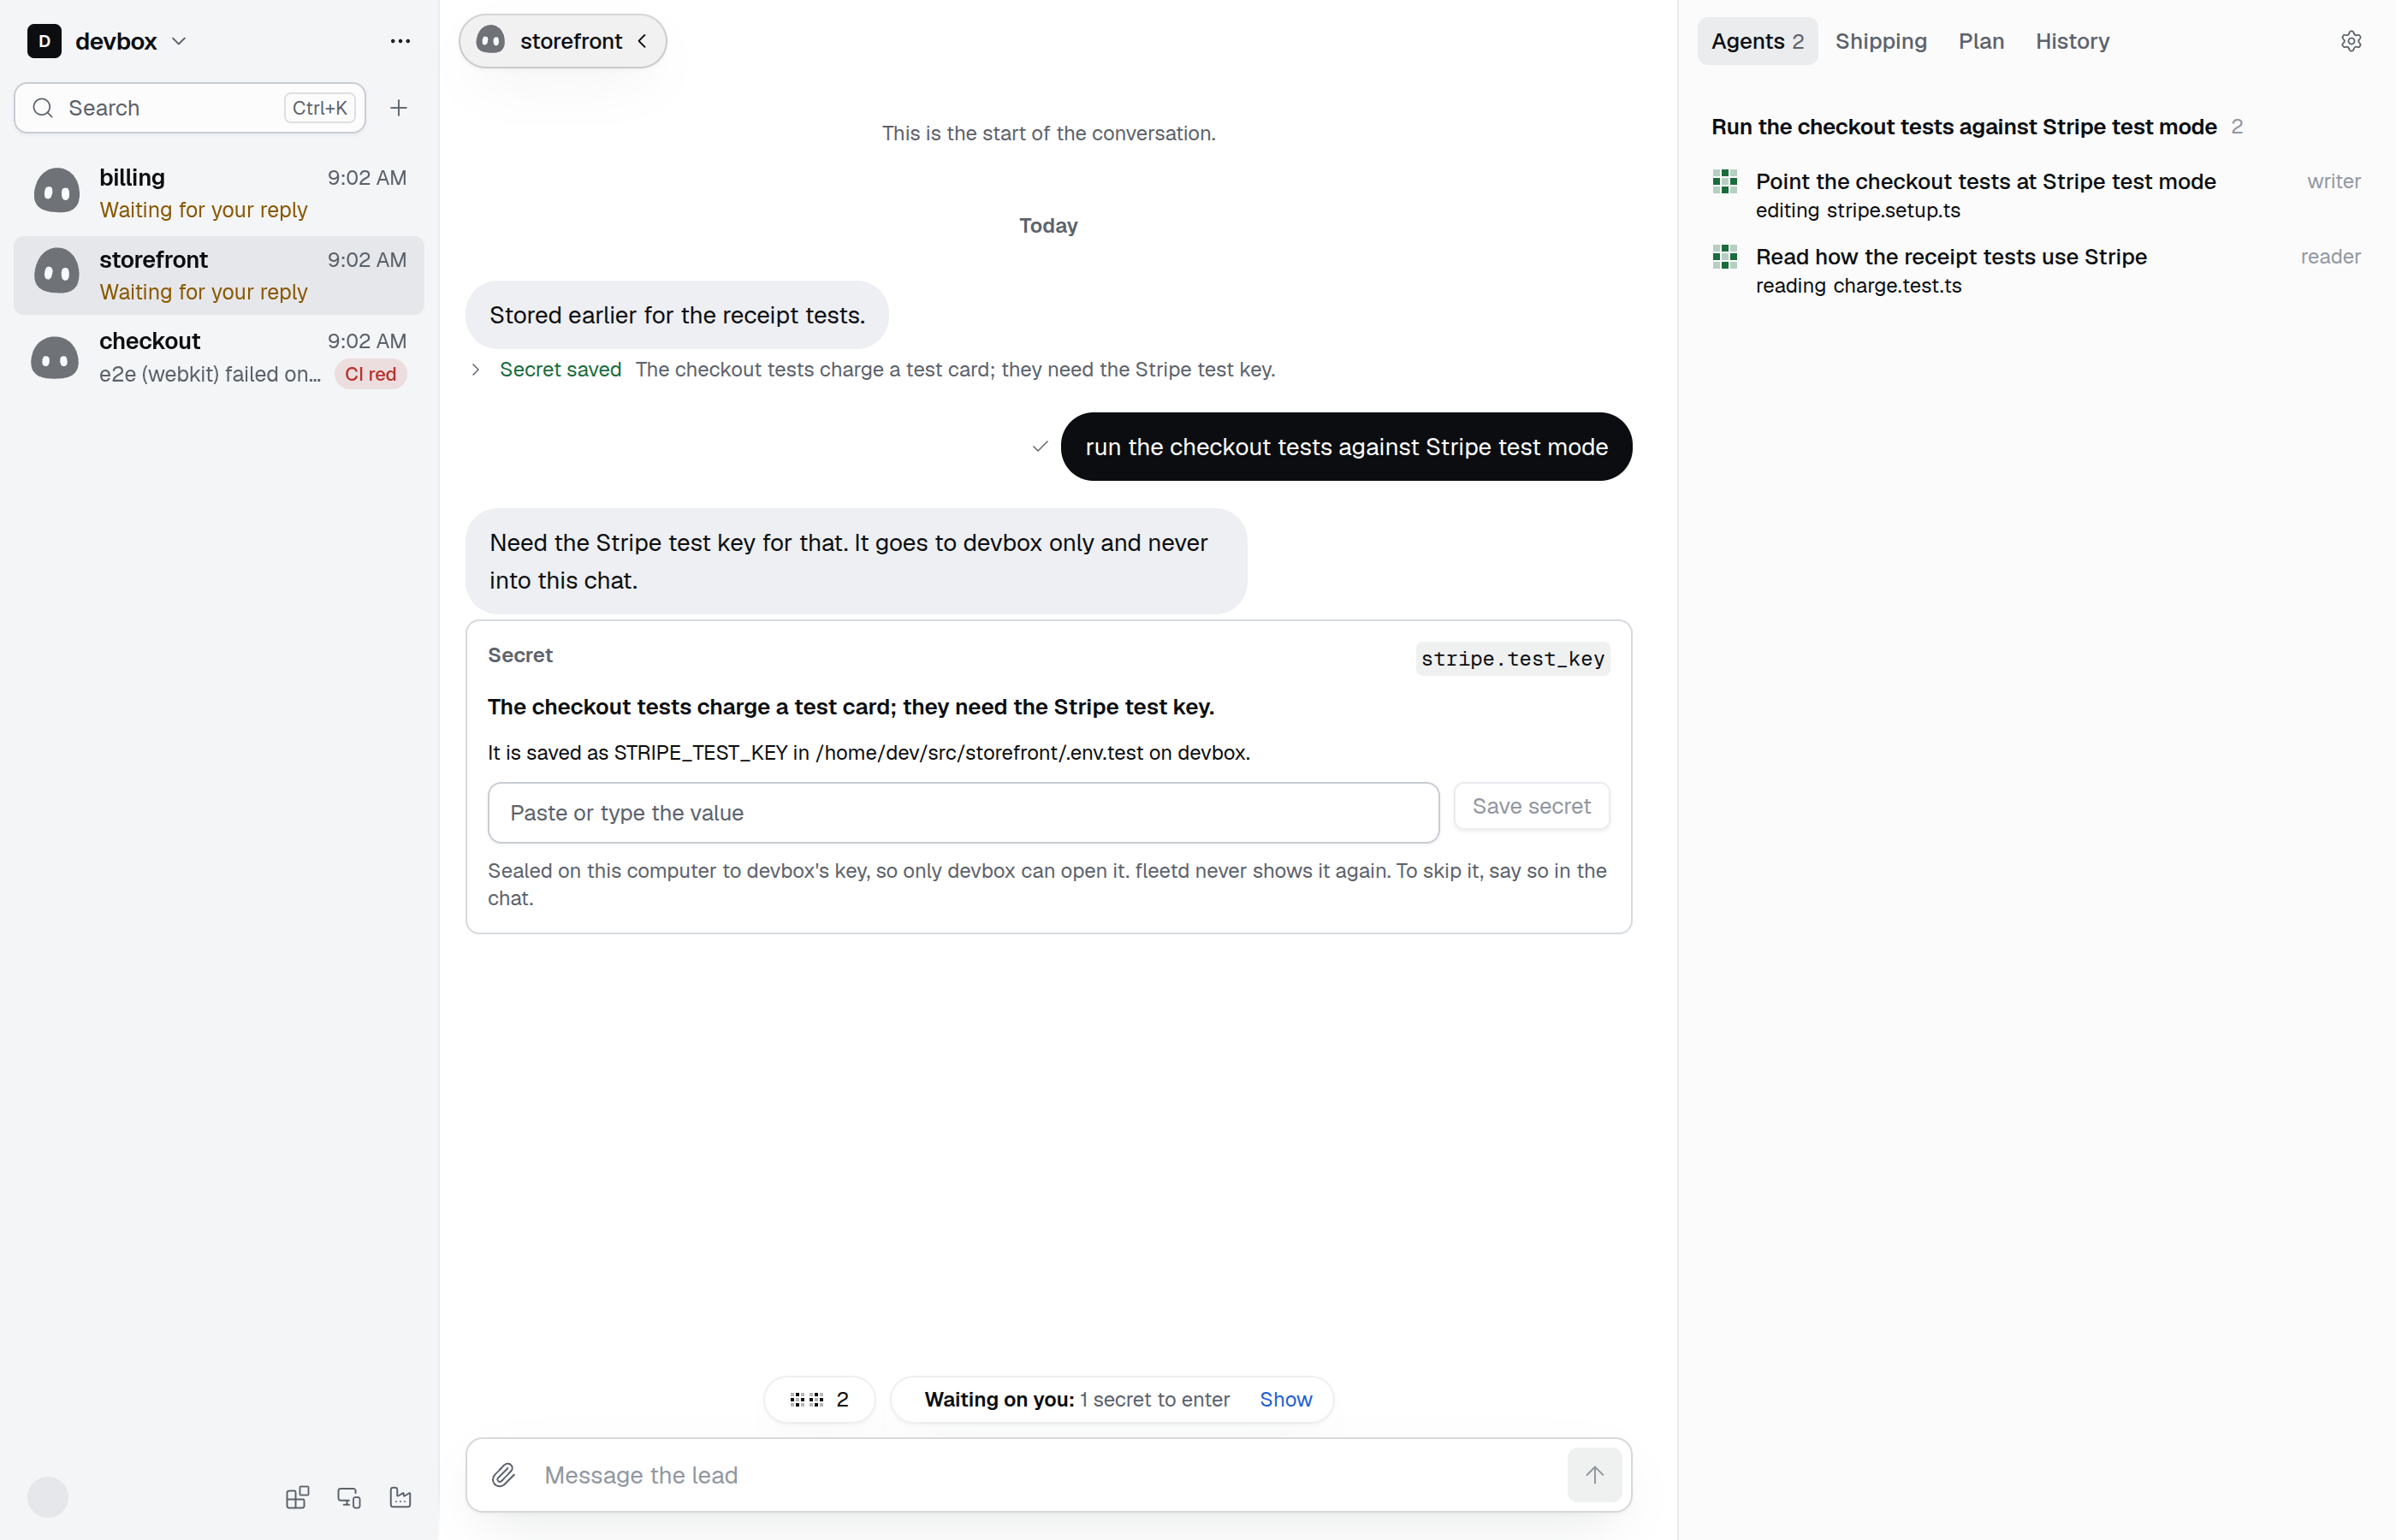 D devbox
Search Ctrl+K
billing 9:02 AM
Waiting for your reply
storefront 9:02 AM
Waiting for your reply
checkout 9:02 AM
e2e (webkit) failed on... CI red
storefront
This is the start of the conversation.
Today
Stored earlier for the receipt tests.
Secret saved The checkout tests charge a test card; they need the Stripe test key.
run the checkout tests against Stripe test mode
Need the Stripe test key for that. It goes to devbox only and never
into this chat.
Secret stripe.test_key
The checkout tests charge a test card; they need the Stripe test key.
It is saved as STRIPE_TEST_KEY in /home/dev/src/storefront/.env.test on devbox.
Paste or type the value Save secret
Sealed on this computer to devbox's key, so only devbox can open it. fleetd never shows it again. To skip it, say so in the
chat.
2 Waiting on you: 1 secret to enter Show
Message the lead
Agents 2 Shipping Plan History
Run the checkout tests against Stripe test mode 2
Point the checkout tests at Stripe test mode writer
editing stripe.setup.ts
Read how the receipt tests use Stripe reader
reading charge.test.ts